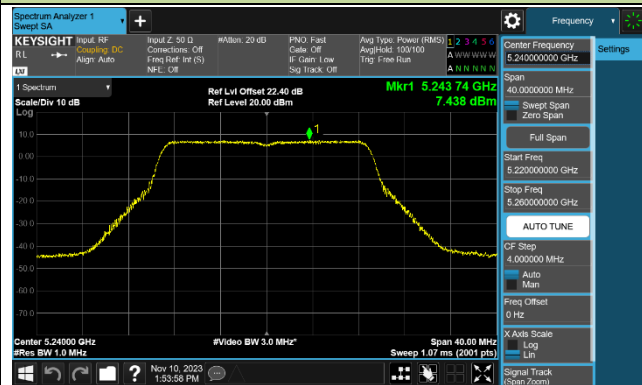 Spectrum Analyzer 1
Swept SA
Frequency
KEYSIGHT
RL
LXI
Input: RF
Coupling: DC
Align: Auto
Input Z: 50 Ω
Corrections: Off
Freq Ref: Int (S)
NFE: Off
#Atten: 20 dB
PNO: Fast
Gate: Off
IF Gain: Low
Sig Track: Off
Avg Type: Power (RMS)
Avg|Hold: 100/100
Trig: Free Run
1 2 3 4 5 6
A W W W W W
A N N N N N
1 Spectrum
Scale/Div 10 dB
Log
Ref Lvl Offset 22.40 dB
Ref Level 20.00 dBm
Mkr1 5.243 74 GHz
7.438 dBm
1
10.0
0.00
-10.0
-20.0
-30.0
-40.0
-50.0
-60.0
-70.0
Center 5.24000 GHz
#Res BW 1.0 MHz
#Video BW 3.0 MHz*
Span 40.00 MHz
Sweep 1.07 ms (2001 pts)
Nov 10, 2023
1:53:58 PM
Center Frequency
5.240000000 GHz
Span
40.0000000 MHz
Swept Span
Zero Span
Full Span
Start Freq
5.220000000 GHz
Stop Freq
5.260000000 GHz
AUTO TUNE
CF Step
4.000000 MHz
Auto
Man
Freq Offset
0 Hz
X Axis Scale
Log
Lin
Signal Track
(Span Zoom)
Settings